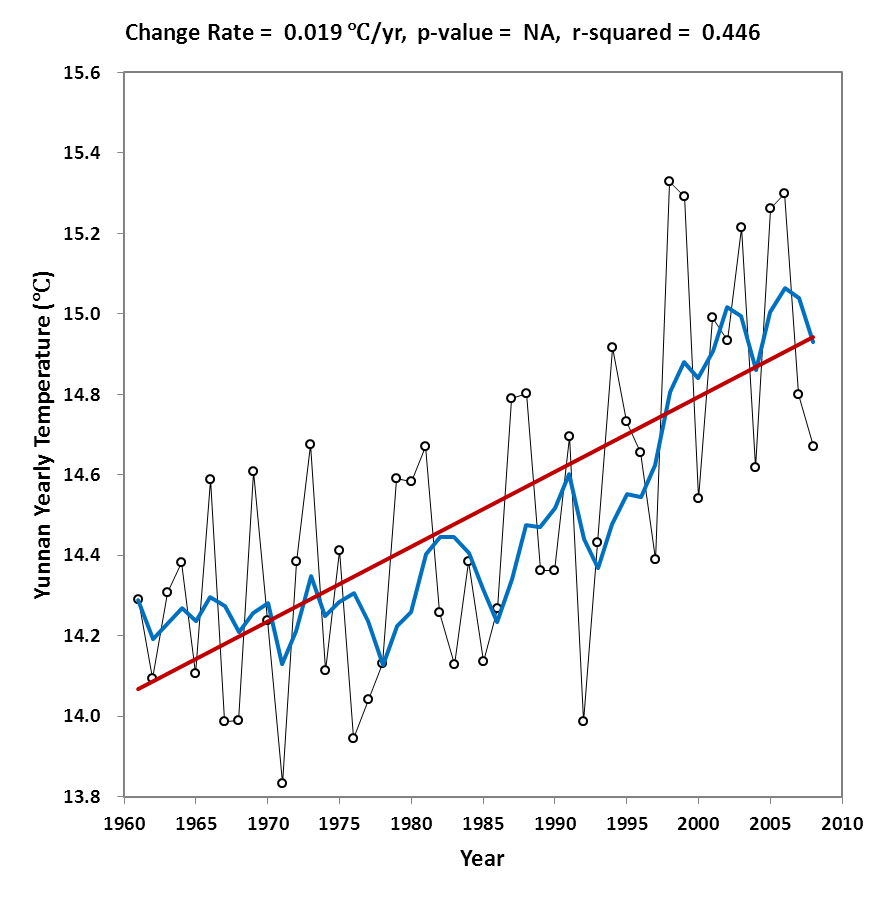 Change Rate = 0.019 ℃/yr, p-value = NA, r-squared = 0.446
15.6
15.4
15.2
15.0
14.8
14.6
14.4
14.2
14.0
13.8
Yunnan Yearly Temperature (℃)
1960 1965 1970 1975 1980 1985 1990 1995 2000 2005 2010
Year